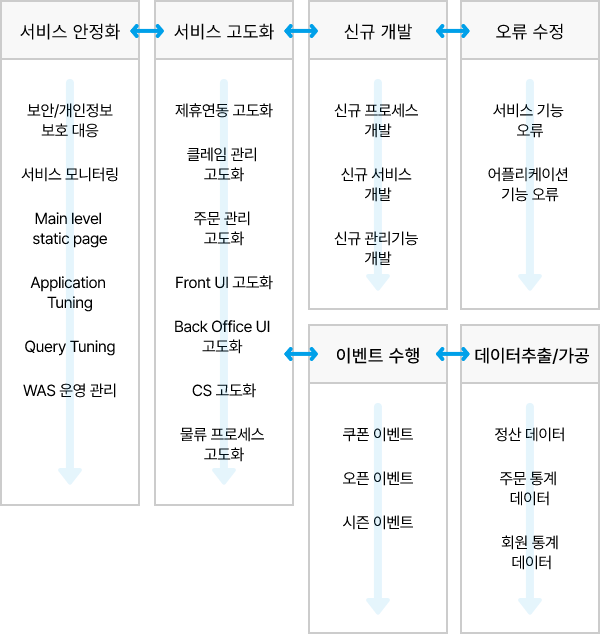 서비스 안정화
보안/개인정보
보호 대응
서비스 모니터링
Main level
static page
Application
Tuning
Query Tuning
WAS 운영 관리
서비스 고도화
제휴연동 고도화
클레임 관리
고도화
주문 관리
고도화
Front UI 고도화
Back Office UI
고도화
CS 고도화
물류 프로세스
고도화
신규 개발
신규 프로세스
개발
신규 서비스
개발
신규 관리기능
개발
오류 수정
서비스 기능
오류
어플리케이션
기능 오류
이벤트 수행
쿠폰 이벤트
오픈 이벤트
시즌 이벤트
데이터추출/가공
정산 데이터
주문 통계
데이터
회원 통계
데이터